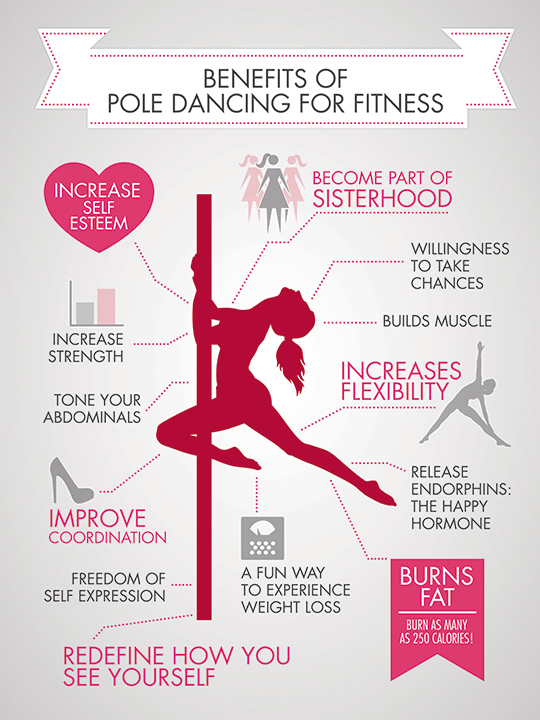 BENEFITS OF
POLE DANCING FOR FITNESS
INCREASE
SELF
ESTEEM
BECOME PART OF
SISTERHOOD
WILLINGNESS
TO TAKE
CHANCES
INCREASE
STRENGTH
BUILDS MUSCLE
INCREASES
FLEXIBILITY
TONE YOUR
ABDOMINALS
RELEASE
ENDORPHINS:
THE HAPPY
HORMONE
IMPROVE
COORDINATION
FREEDOM OF
SELF EXPRESSION
A FUN WAY
TO EXPERIENCE
WEIGHT LOSS
BURNS
FAT
BURN AS MANY
AS 250 CALORIES!
REDEFINE HOW YOU
SEE YOURSELF